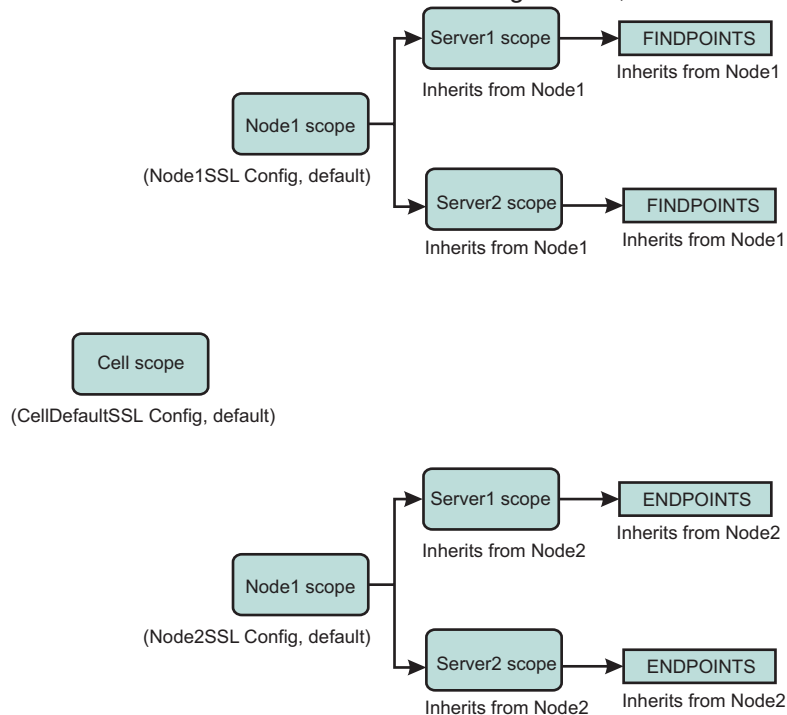 Server1 scope
FINDPOINTS
Inherits from Node1
Inherits from Node1
Node1 scope
(Node1SSL Config, default)
Server2 scope
FINDPOINTS
Inherits from Node1
Inherits from Node1
Cell scope
(CellDefaultSSL Config, default)
Server1 scope
ENDPOINTS
Inherits from Node2
Inherits from Node2
Node1 scope
(Node2SSL Config, default)
Server2 scope
ENDPOINTS
Inherits from Node2
Inherits from Node2